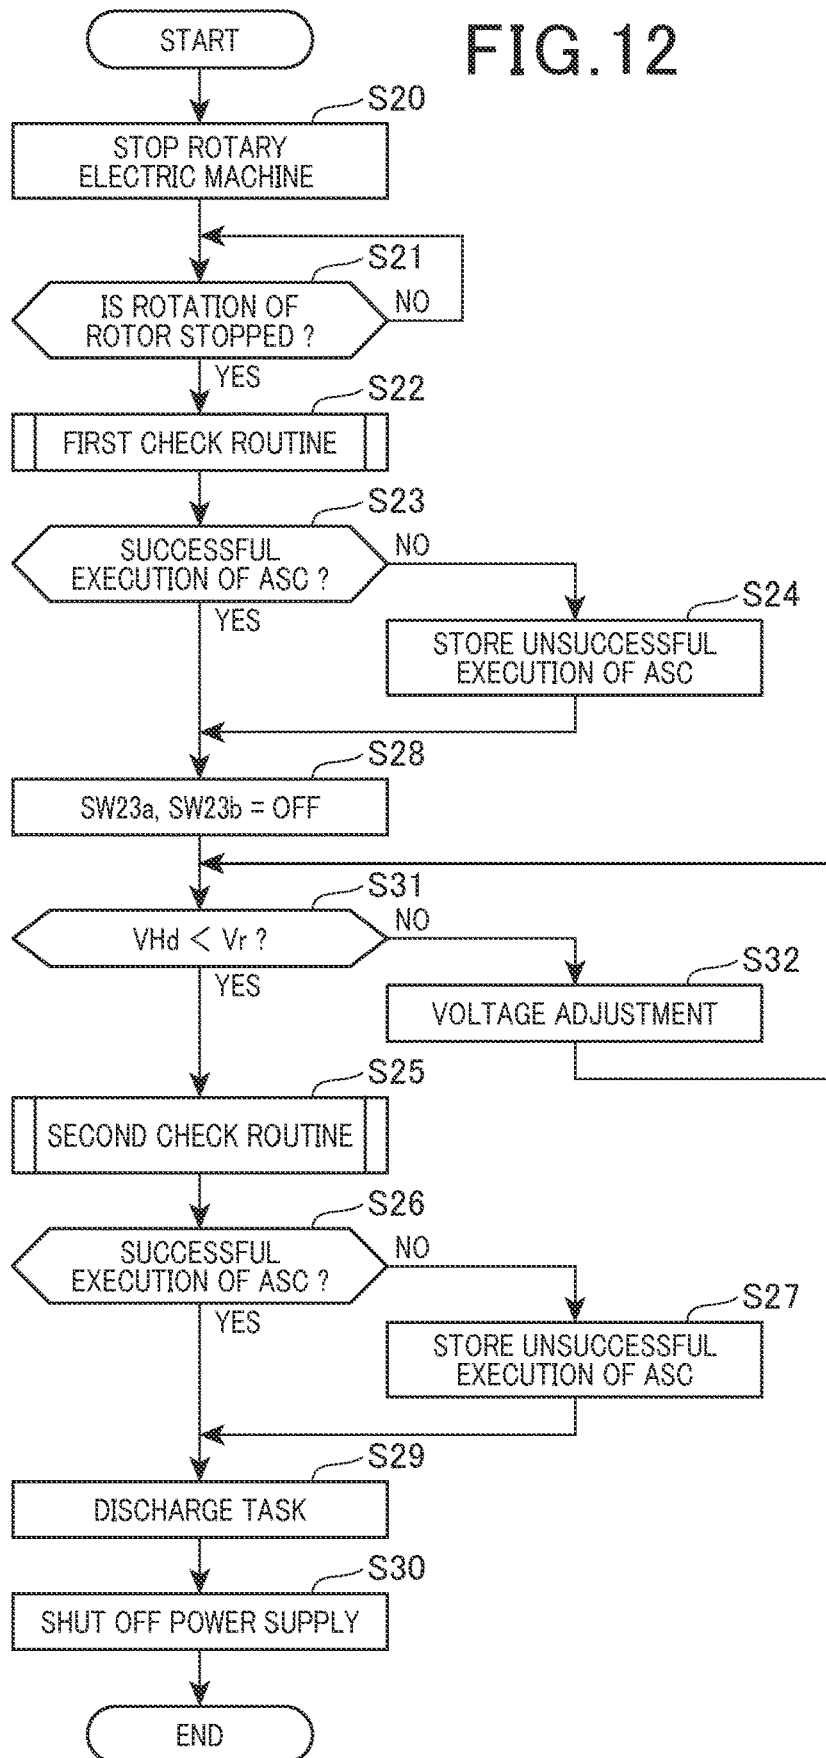 FIG.12
START
S20
STOP ROTARY
ELECTRIC MACHINE
S21
IS ROTATION OF
ROTOR STOPPED ?
NO
YES
S22
FIRST CHECK ROUTINE
S23
SUCCESSFUL
EXECUTION OF ASC ?
NO
YES
S24
STORE UNSUCCESSFUL
EXECUTION OF ASC
S28
SW23a, SW23b = OFF
S31
VHd < Vr ?
NO
YES
S32
VOLTAGE ADJUSTMENT
S25
SECOND CHECK ROUTINE
S26
SUCCESSFUL
EXECUTION OF ASC ?
NO
YES
S27
STORE UNSUCCESSFUL
EXECUTION OF ASC
S29
DISCHARGE TASK
S30
SHUT OFF POWER SUPPLY
END